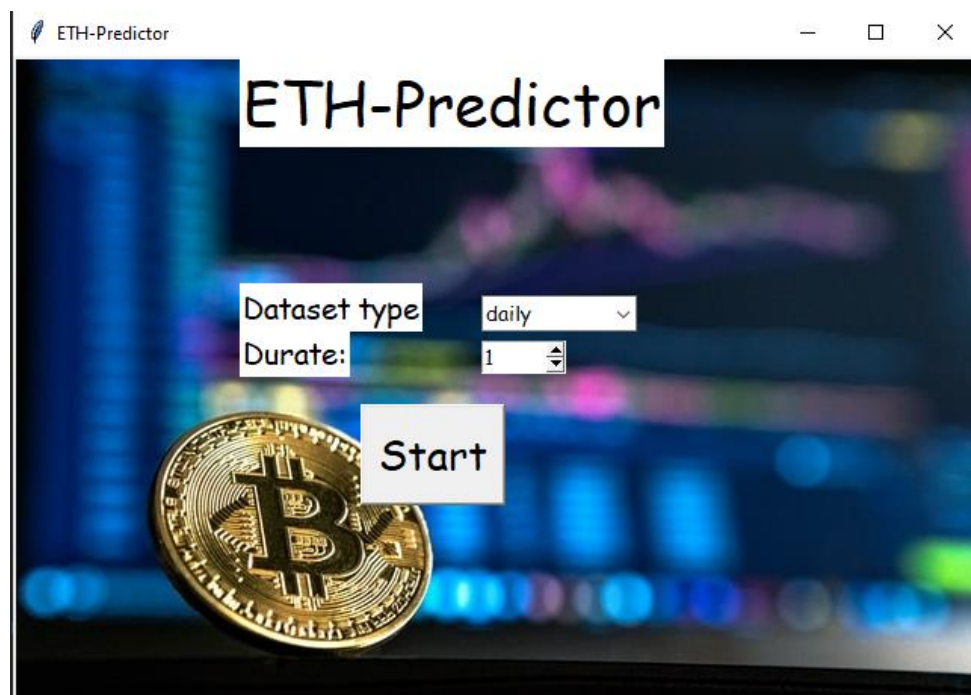 ETH-Predictor
ETH-Predictor
Dataset type
daily
Durate:
1
Start
B